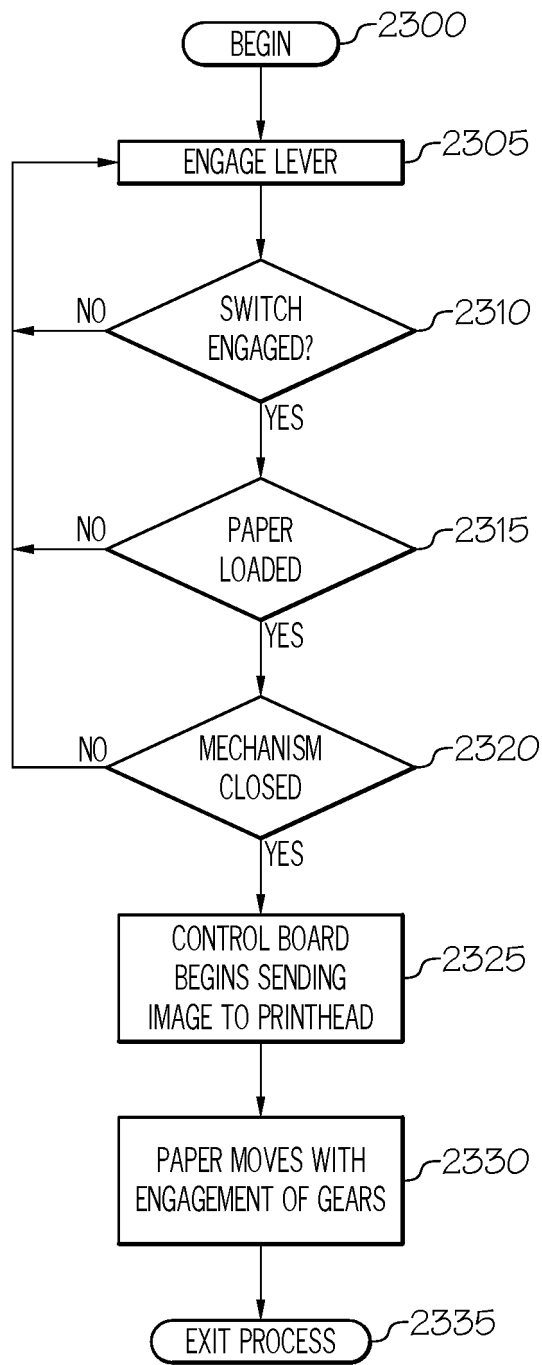 BEGIN
2300
ENGAGE LEVER
2305
SWITCH
ENGAGED?
2310
NO
YES
PAPER
LOADED
2315
NO
YES
MECHANISM
CLOSED
2320
NO
YES
CONTROL BOARD
BEGINS SENDING
IMAGE TO PRINTHEAD
2325
PAPER MOVES WITH
ENGAGEMENT OF GEARS
2330
EXIT PROCESS
2335